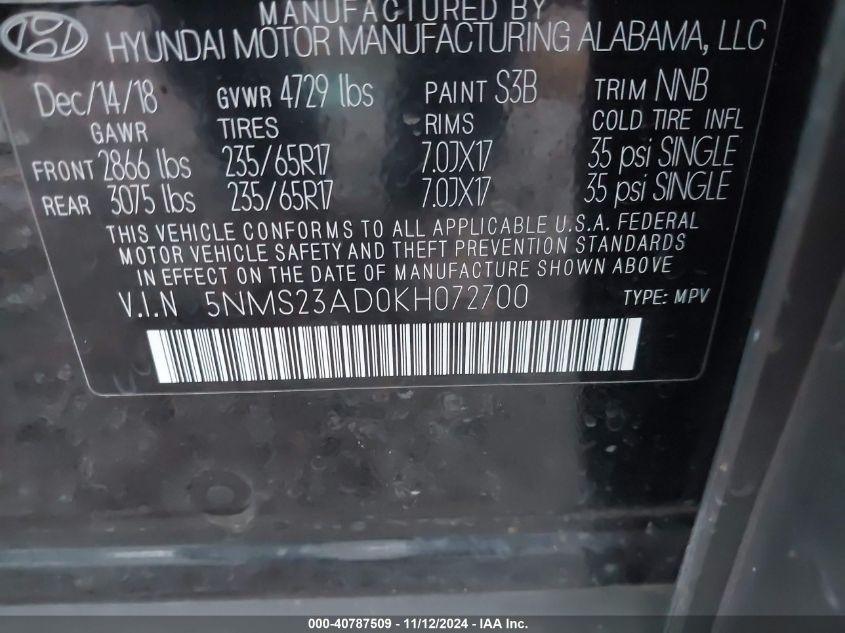 MANUFACTURED BY
HYUNDAI MOTOR MANUFACTURING ALABAMA, LLC
Dec/14/18 GVWR 4729 lbs PAINT S3B TRIM NNB
GAWR TIRES RIMS COLD TIRE INFL
FRONT 2866 lbs 235/65R17 7.0JX17 35 psi SINGLE
REAR 3075 lbs 235/65R17 7.0JX17 35 psi SINGLE
THIS VEHICLE CONFORMS TO ALL APPLICABLE U.S.A. FEDERAL
MOTOR VEHICLE SAFETY AND THEFT PREVENTION STANDARDS
IN EFFECT ON THE DATE OF MANUFACTURE SHOWN ABOVE.
V.I.N 5NMS23AD0KH072700 TYPE: MPV
000-40787509 - 11/12/2024 - IAA Inc.